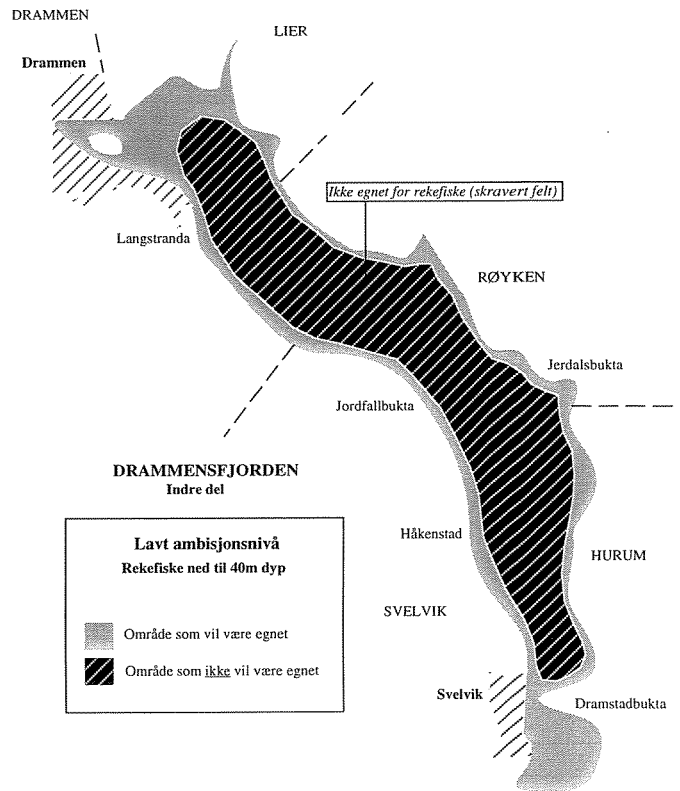 DRAMMEN
LIER
Drammen
Ikke egnet for rekefiske (skravert felt)
Langstranda
RØYKEN
Jerdalsbukta
Jordfallbukta
DRAMMENSFJORDEN
Indre del
Lavt ambisjonsnivå
Rekefiske ned til 40m dyp
Område som vil være egnet
Område som ikke vil være egnet
Håkenstad
HURUM
SVELVIK
Svelvik
Dramstadbukta